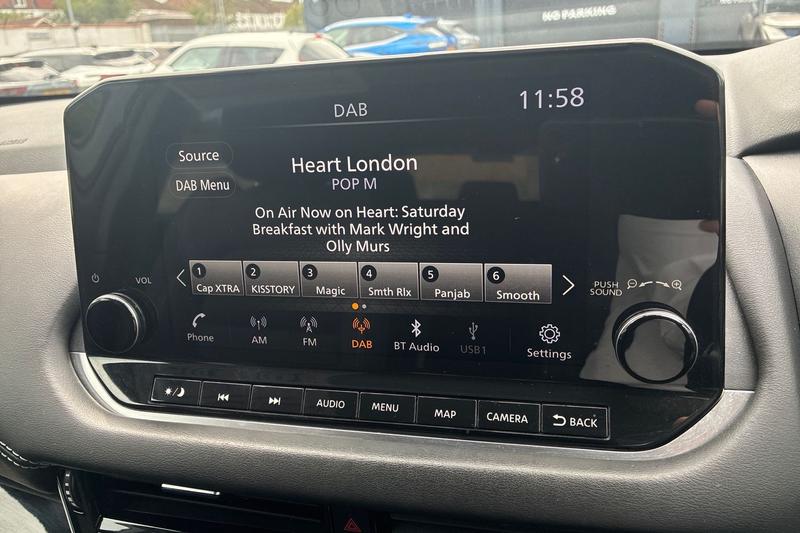 NO PARKING
DAB
11:58
Source
Heart London
POP M
DAB Menu
On Air Now on Heart: Saturday
Breakfast with Mark Wright and
Olly Murs
1 2 3 4 5 6
Cap XTRA KISSTORY Magic Smth Rlx Panjab Smooth
VOL
PUSH
SOUND
Phone AM FM DAB BT Audio USB1 Settings
AUDIO MENU MAP CAMERA BACK